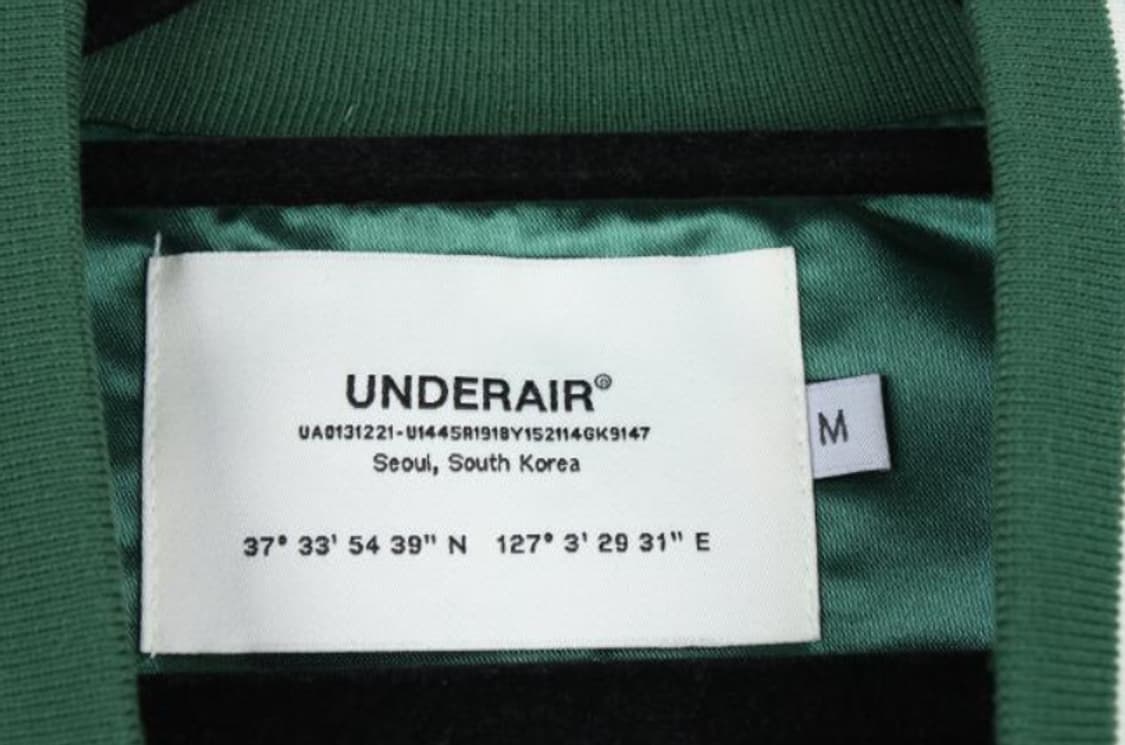 UNDERAIR®
UA0131221-U1445R1918Y152114GK9147
Seoul, South Korea
37° 33' 54 39" N 127° 3' 29 31" E
M